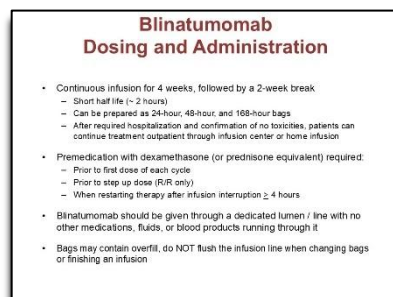 Blinatumomab
Dosing and Administration
• Continuous infusion for 4 weeks, followed by a 2-week break
– Short half life (~ 2 hours)
– Can be prepared as 24-hour, 48-hour, and 168-hour bags
– After required hospitalization and confirmation of no toxicities, patients can
continue treatment outpatient through infusion center or home infusion
• Premedication with dexamethasone (or prednisone equivalent) required:
– Prior to first dose of each cycle
– Prior to step up dose (R/R only)
– When restarting therapy after infusion interruption ≥ 4 hours
• Blinatumomab should be given through a dedicated lumen / line with no
other medications, fluids, or blood products running through it
• Bags may contain overfill, do NOT flush the infusion line when changing bags
or finishing an infusion